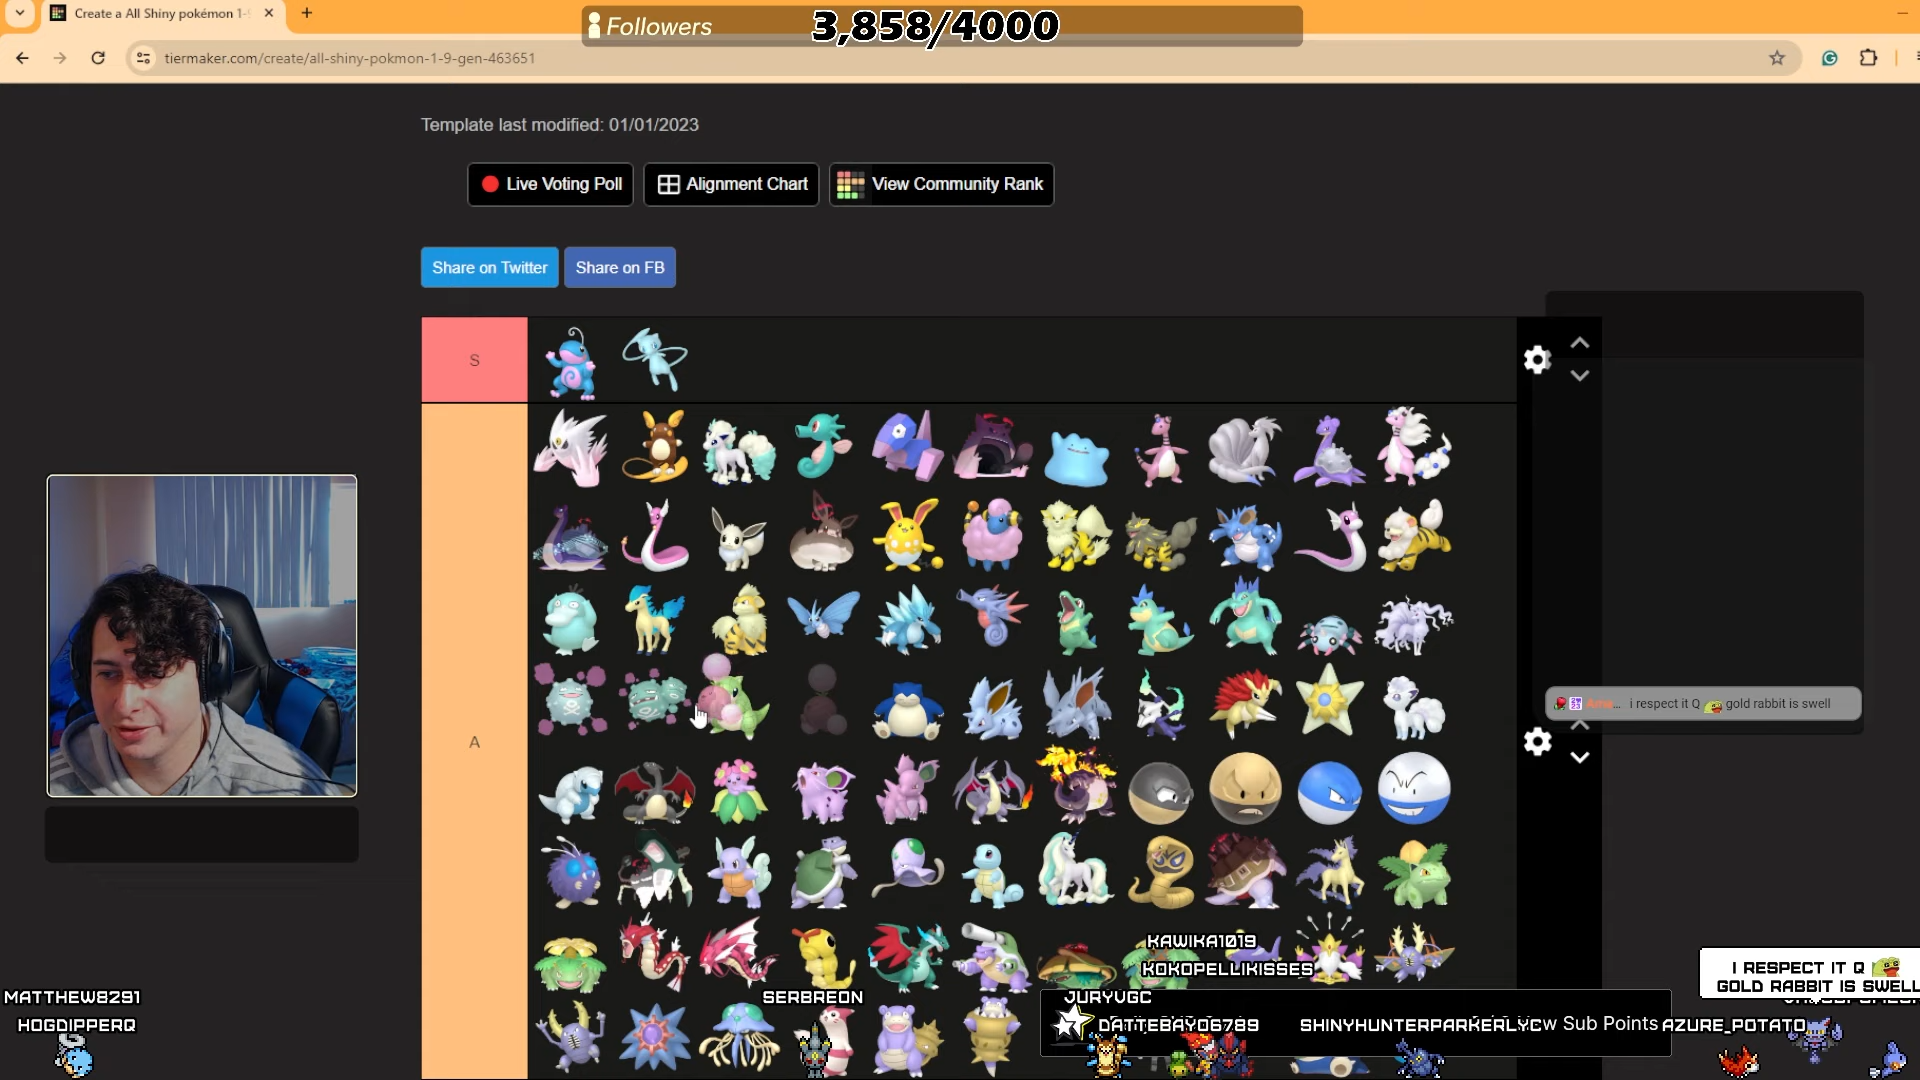 Create a All Shiny pokémon 1-
Followers
3,858/4000
tiermaker.com/create/all-shiny-pokmon-1-9-gen-463651
Template last modified: 01/01/2023
Live Voting Poll
Alignment Chart
View Community Rank
Share on Twitter
Share on FB
S
i respect it Q gold rabbit is swell
A
KAWIKA1019
KOKOPELLIKISSES
I RESPECT IT Q
GOLD RABBIT IS SWELL
MATTHEW8291
SERBREON
JURYVGC
HOGDIPPERQ
DATTEBAYO6789
SHINYHUNTERPARKERLYC
w Sub Points
AZURE_POTATO